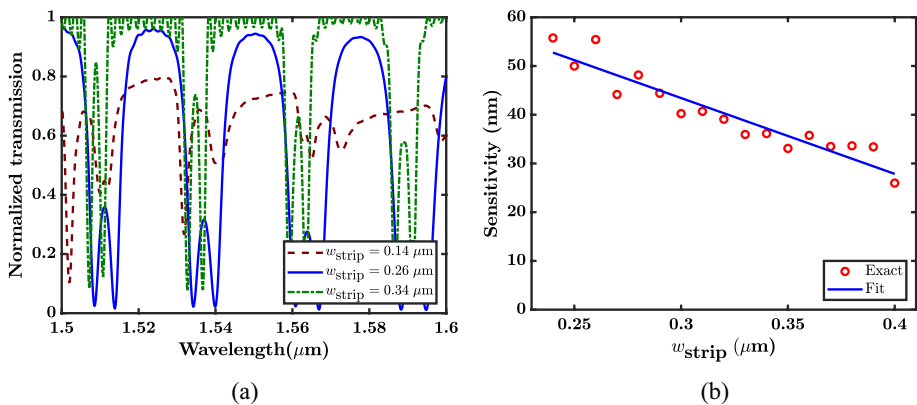 1
0.8
0.6
0.4
0.2
0
Normalized transmission
w_strip = 0.14 μm
w_strip = 0.26 μm
w_strip = 0.34 μm
1.5 1.52 1.54 1.56 1.58 1.6
Wavelength(μm)
(a)
60
50
40
30
20
10
0
Sensitivity (nm)
Exact
Fit
0.25 0.3 0.35 0.4
w_strip (μm)
(b)